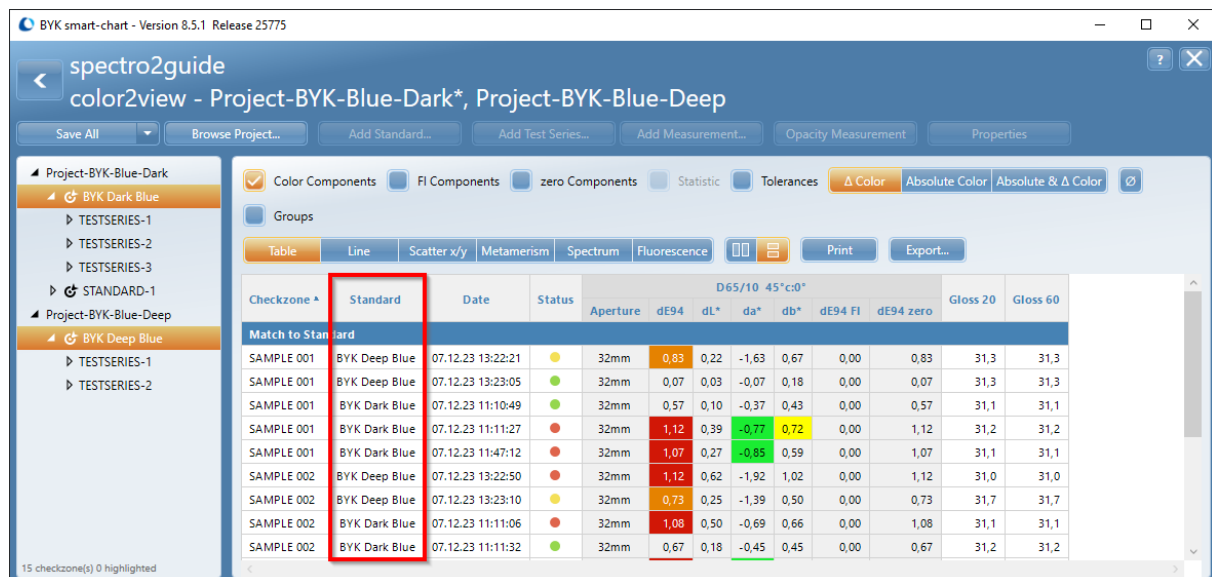 BYK smart-chart - Version 8.5.1 Release 25775
spectro2guide
color2view - Project-BYK-Blue-Dark*, Project-BYK-Blue-Deep
Save All Browse Project... Add Standard... Add Test Series... Add Measurement... Opacity Measurement Properties
Project-BYK-Blue-Dark
BYK Dark Blue
TESTSERIES-1
TESTSERIES-2
TESTSERIES-3
STANDARD-1
Project-BYK-Blue-Deep
BYK Deep Blue
TESTSERIES-1
TESTSERIES-2
15 checkzone(s) 0 highlighted
Color Components FI Components zero Components Statistic Tolerances Δ Color Absolute Color Absolute & Δ Color Ø
Groups
Table Line Scatter x/y Metamerism Spectrum Fluorescence Print Export...
D65/10 45°c:0°
Checkzone Standard Date Status Aperture dE94 dL* da* db* dE94 FI dE94 zero Gloss 20 Gloss 60
Match to Standard
SAMPLE 001 BYK Deep Blue 07.12.23 13:22:21 32mm 0,83 0,22 -1,63 0,67 0,00 0,83 31,3 31,3
SAMPLE 001 BYK Deep Blue 07.12.23 13:23:05 32mm 0,07 0,03 -0,07 0,18 0,00 0,07 31,3 31,3
SAMPLE 001 BYK Dark Blue 07.12.23 11:10:49 32mm 0,57 0,10 -0,37 0,43 0,00 0,57 31,1 31,1
SAMPLE 001 BYK Dark Blue 07.12.23 11:11:27 32mm 1,12 0,39 -0,77 0,72 0,00 1,12 31,2 31,2
SAMPLE 001 BYK Dark Blue 07.12.23 11:47:12 32mm 1,07 0,27 -0,85 0,59 0,00 1,07 31,1 31,1
SAMPLE 002 BYK Deep Blue 07.12.23 13:22:50 32mm 1,12 0,62 -1,92 1,02 0,00 1,12 31,0 31,0
SAMPLE 002 BYK Deep Blue 07.12.23 13:23:10 32mm 0,73 0,25 -1,39 0,50 0,00 0,73 31,7 31,7
SAMPLE 002 BYK Dark Blue 07.12.23 11:11:06 32mm 1,08 0,50 -0,69 0,66 0,00 1,08 31,1 31,1
SAMPLE 002 BYK Dark Blue 07.12.23 11:11:32 32mm 0,67 0,18 -0,45 0,45 0,00 0,67 31,2 31,2